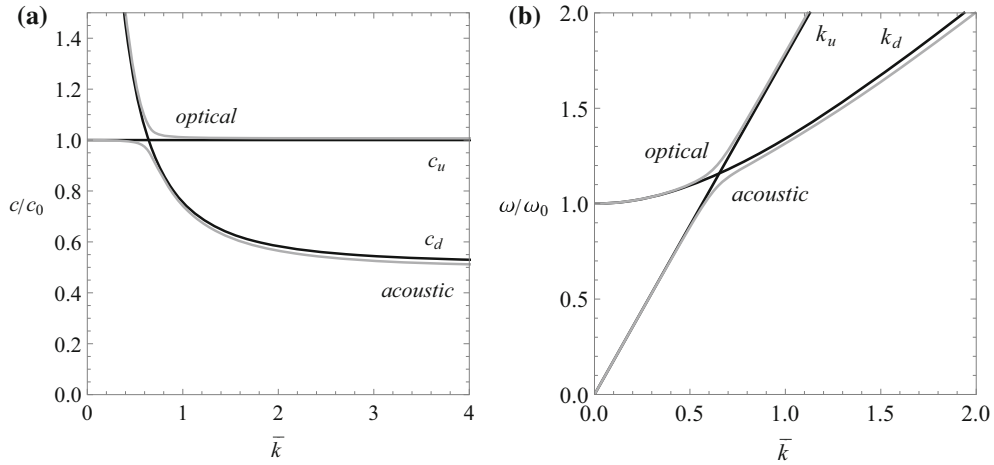 (a)
1.4
1.2
1.0
0.8
0.6
0.4
0.2
0.0
c/c₀
optical
cᵤ
c_d
acoustic
0 1 2 3 4
k̄
(b)
2.0
1.5
1.0
0.5
0.0
ω/ω₀
kᵤ
k_d
optical
acoustic
0.0 0.5 1.0 1.5 2.0
k̄